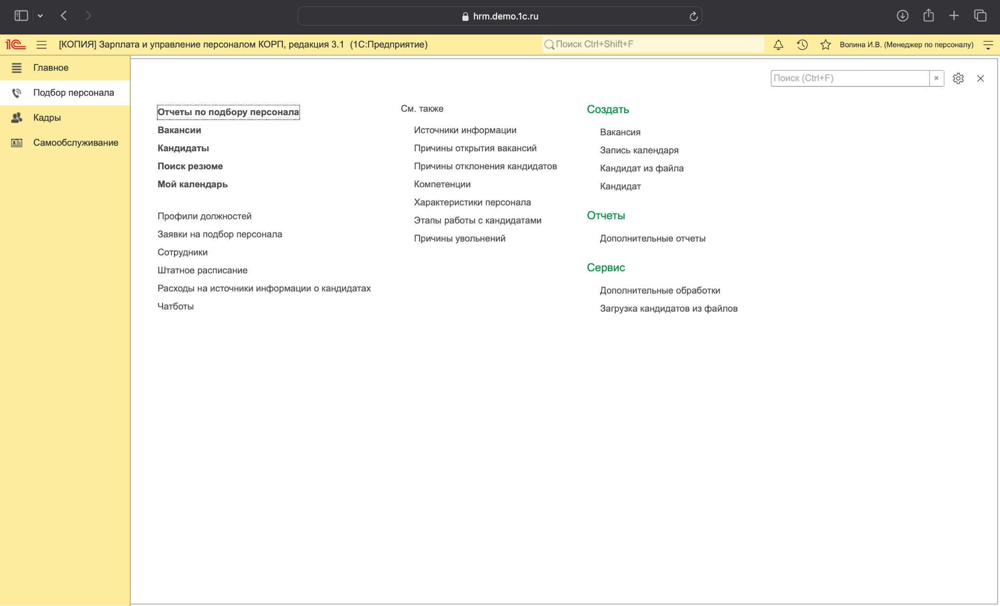 hrm.demo.1c.ru
1С
[КОПИЯ] Зарплата и управление персоналом КОРП, редакция 3.1 (1С:Предприятие)
Поиск Ctrl+Shift+F
Волина И.В. (Менеджер по персоналу)
Главное
Подбор персонала
Кадры
Самообслуживание
Поиск (Ctrl+F)
Отчеты по подбору персонала
Вакансии
Кандидаты
Поиск резюме
Мой календарь
Профили должностей
Заявки на подбор персонала
Сотрудники
Штатное расписание
Расходы на источники информации о кандидатах
Чатботы
См. также
Источники информации
Причины открытия вакансий
Причины отклонения кандидатов
Компетенции
Характеристики персонала
Этапы работы с кандидатами
Причины увольнений
Создать
Вакансия
Запись календаря
Кандидат из файла
Кандидат
Отчеты
Дополнительные отчеты
Сервис
Дополнительные обработки
Загрузка кандидатов из файлов